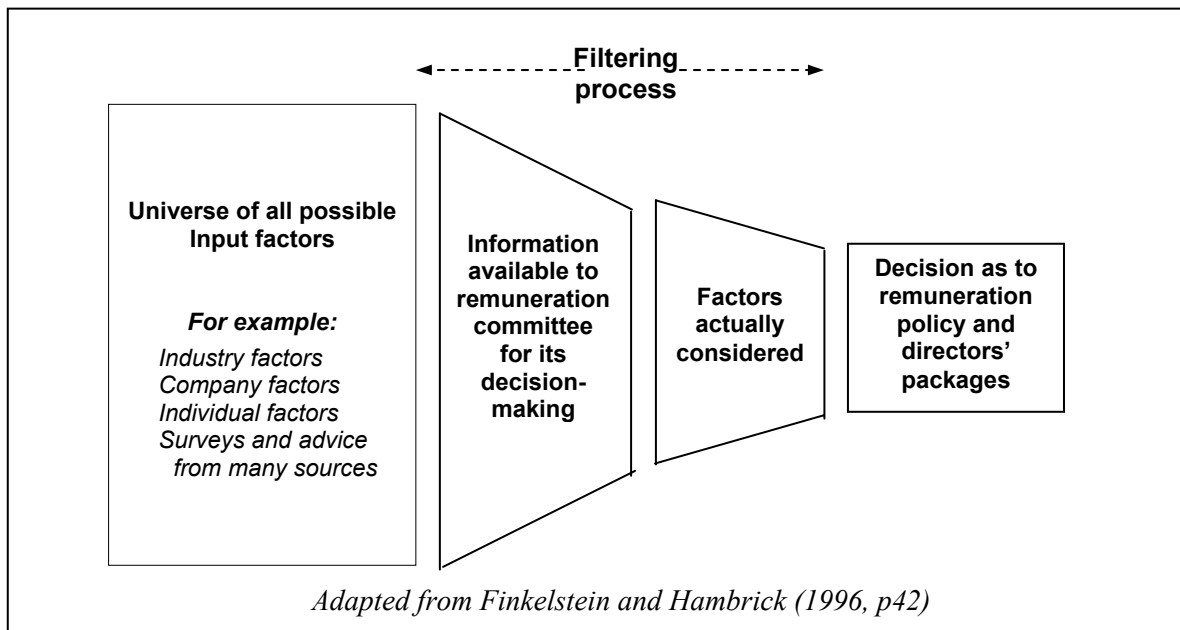 Filtering
process
Universe of all possible
Input factors
For example:
Industry factors
Company factors
Individual factors
Surveys and advice
from many sources
Information
available to
remuneration
committee
for its
decision-
making
Factors
actually
considered
Decision as to
remuneration
policy and
directors’
packages
Adapted from Finkelstein and Hambrick (1996, p42)